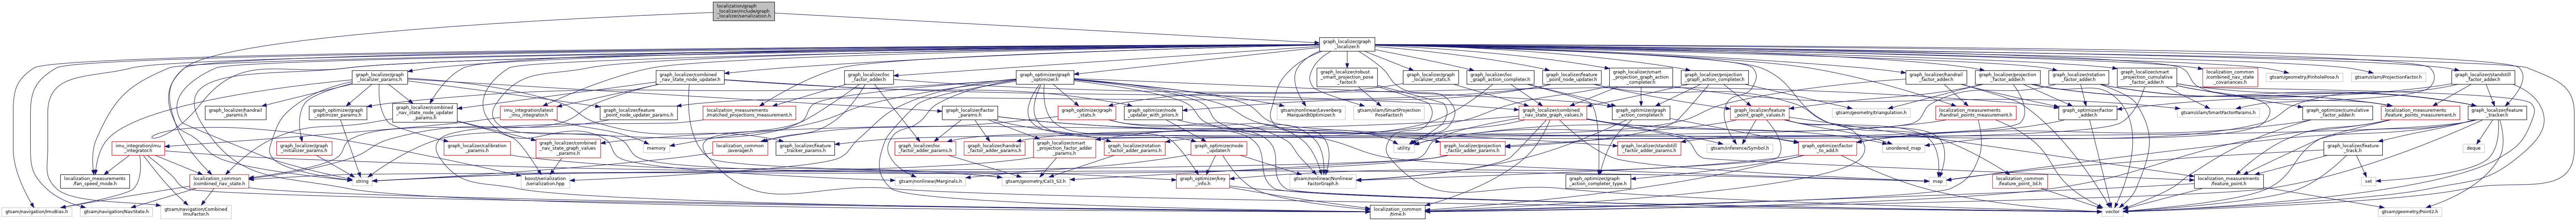 localization/graph
_localizer/include/graph
_localizer/serialization.h
graph_localizer/graph
_localizer.h
graph_localizer/graph
_localizer_params.h
graph_localizer/combined
_nav_state_node_updater.h
graph_localizer/loc
_factor_adder.h
graph_optimizer/graph
_optimizer.h
graph_localizer/robust
_smart_projection_pose
_factor.h
graph_localizer/graph
_localizer_stats.h
graph_localizer/loc
_graph_action_completer.h
graph_localizer/feature
_point_node_updater.h
graph_localizer/smart
_projection_graph_action
_completer.h
graph_localizer/projection
_graph_action_completer.h
graph_localizer/handrail
_factor_adder.h
graph_localizer/projection
_factor_adder.h
graph_localizer/rotation
_factor_adder.h
graph_localizer/smart
_projection_cumulative
_factor_adder.h
localization_common
/combined_nav_state
_covariances.h
gtsam/geometry/PinholePose.h
gtsam/slam/ProjectionFactor.h
graph_localizer/standstill
_factor_adder.h
graph_localizer/handrail
_params.h
graph_optimizer/graph
_optimizer_params.h
graph_localizer/combined
_nav_state_node_updater
_params.h
imu_integration/latest
_imu_integrator.h
graph_localizer/feature
_point_node_updater_params.h
localization_measurements
/matched_projections_measurement.h
graph_localizer/factor
_params.h
graph_optimizer/graph
_stats.h
graph_optimizer/node
_updater_with_priors.h
gtsam/nonlinear/Levenberg
MarquardtOptimizer.h
gtsam/slam/SmartProjection
PoseFactor.h
graph_localizer/combined
_nav_state_graph_values.h
graph_optimizer/graph
_action_completer.h
graph_localizer/feature
_point_graph_values.h
gtsam/geometry/triangulation.h
localization_measurements
/handrail_points_measurement.h
graph_optimizer/factor
_adder.h
gtsam/slam/SmartFactorParams.h
graph_optimizer/cumulative
_factor_adder.h
localization_measurements
/feature_points_measurement.h
graph_localizer/feature
_tracker.h
imu_integration/imu
_integrator.h
graph_localizer/graph
_initializer_params.h
graph_localizer/calibration
_params.h
graph_localizer/combined
_nav_state_graph_values
_params.h
memory
localization_common
/averager.h
graph_localizer/feature
_tracker_params.h
graph_localizer/loc
_factor_adder_params.h
graph_localizer/handrail
_factor_adder_params.h
graph_localizer/smart
_projection_factor_adder
_params.h
graph_localizer/rotation
_factor_adder_params.h
graph_optimizer/node
_updater.h
utility
graph_localizer/projection
_factor_adder_params.h
graph_localizer/standstill
_factor_adder_params.h
gtsam/inference/Symbol.h
graph_optimizer/factor
_to_add.h
unordered_map
graph_localizer/feature
_track.h
deque
localization_measurements
/fan_speed_mode.h
localization_common
/combined_nav_state.h
string
boost/serialization
/serialization.hpp
gtsam/nonlinear/Marginals.h
gtsam/geometry/Cal3_S2.h
graph_optimizer/key
_info.h
gtsam/nonlinear/Nonlinear
FactorGraph.h
graph_optimizer/graph
_action_completer_type.h
map
localization_common
/feature_point_3d.h
localization_measurements
/feature_point.h
set
gtsam/navigation/ImuBias.h
gtsam/navigation/NavState.h
gtsam/navigation/Combined
ImuFactor.h
localization_common
/time.h
vector
gtsam/geometry/Point2.h